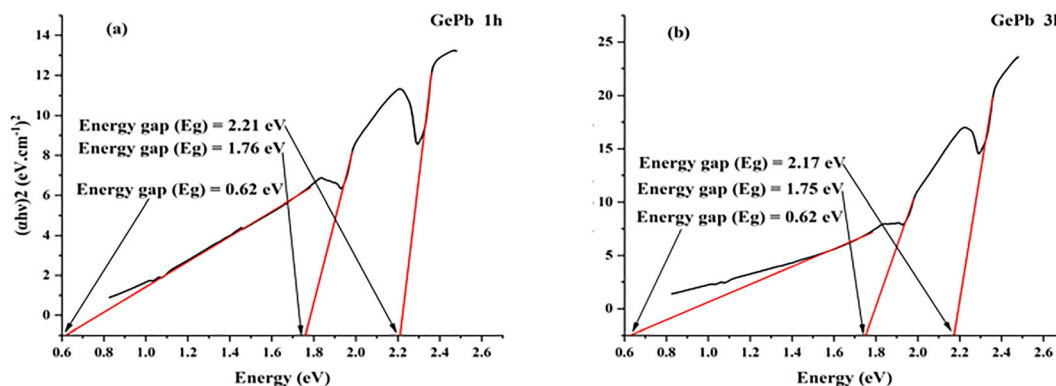 (a)
GePb 1h
14
12
10
8
6
4
2
0
(αhν)2 (eV.cm⁻¹)²
Energy gap (Eg) = 2.21 eV
Energy gap (Eg) = 1.76 eV
Energy gap (Eg) = 0.62 eV
0.6 0.8 1.0 1.2 1.4 1.6 1.8 2.0 2.2 2.4 2.6
Energy (eV)
(b)
GePb 3h
25
20
15
10
5
0
Energy gap (Eg) = 2.17 eV
Energy gap (Eg) = 1.75 eV
Energy gap (Eg) = 0.62 eV
0.6 0.8 1.0 1.2 1.4 1.6 1.8 2.0 2.2 2.4 2.6
Energy (eV)